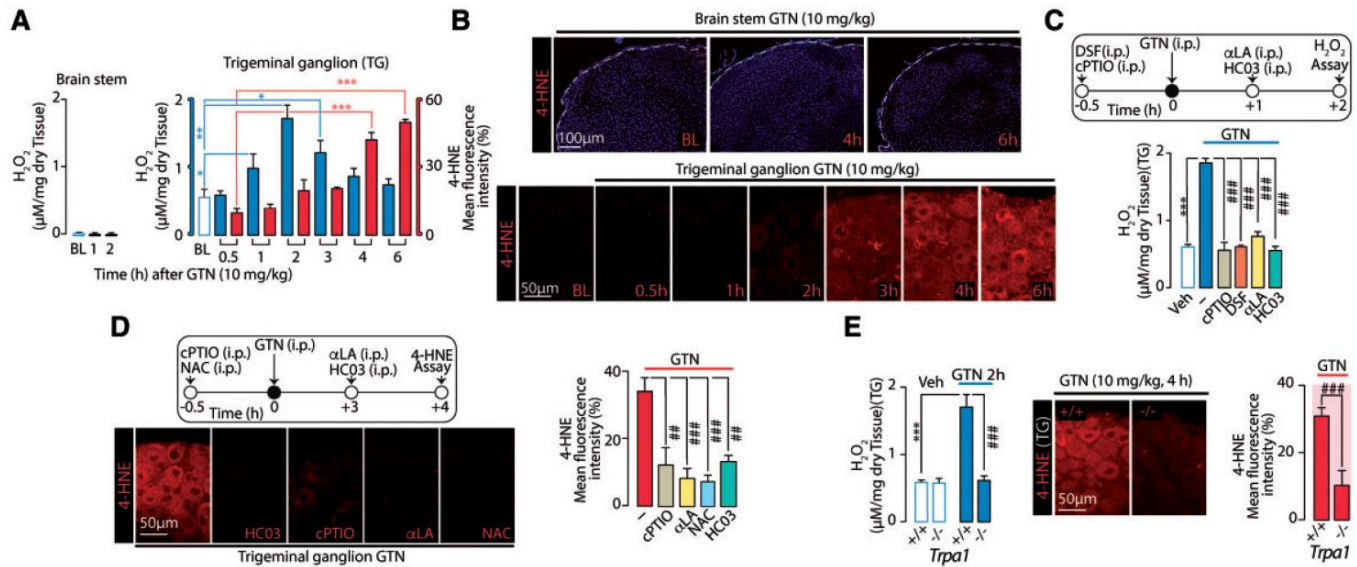 A
Brain stem
H2O2
(μM/mg dry Tissue)
2
1
0
BL 1 2
Trigeminal ganglion (TG)
H2O2
(μM/mg dry Tissue)
2
1
0
*
**
*
***
***
60
30
0
4-HNE
Mean fluorescence
intensity (%)
BL 0.5 1 2 3 4 6
Time (h) after GTN (10 mg/kg)
B
Brain stem GTN (10 mg/kg)
4-HNE
100μm
BL
4h
6h
Trigeminal ganglion GTN (10 mg/kg)
4-HNE
50μm
BL
0.5h
1h
2h
3h
4h
6h
C
DSF(i.p.)
cPTIO (i.p.)
GTN (i.p.)
αLA (i.p.)
HC03 (i.p.)
H2O2
Assay
-0.5 Time (h) 0 +1 +2
GTN
H2O2
(μM/mg dry Tissue)(TG)
2
1
0
***
###
###
###
###
Veh
–
cPTIO
DSF
αLA
HC03
D
cPTIO (i.p.)
NAC (i.p.)
GTN (i.p.)
αLA (i.p.)
HC03 (i.p.)
4-HNE
Assay
-0.5 Time (h) 0 +3 +4
4-HNE
50μm
HC03
cPTIO
αLA
NAC
Trigeminal ganglion GTN
GTN
4-HNE
Mean fluorescence
intensity (%)
40
20
0
##
###
###
##
–
cPTIO
αLA
NAC
HC03
E
Veh
GTN 2h
H2O2
(μM/mg dry Tissue)(TG)
2
1
0
***
###
+/+ -/- +/+ -/-
Trpa1
GTN (10 mg/kg, 4 h)
4-HNE (TG)
+/+
-/-
50μm
GTN
###
4-HNE
Mean fluorescence
intensity (%)
40
20
0
+/+ -/-
Trpa1